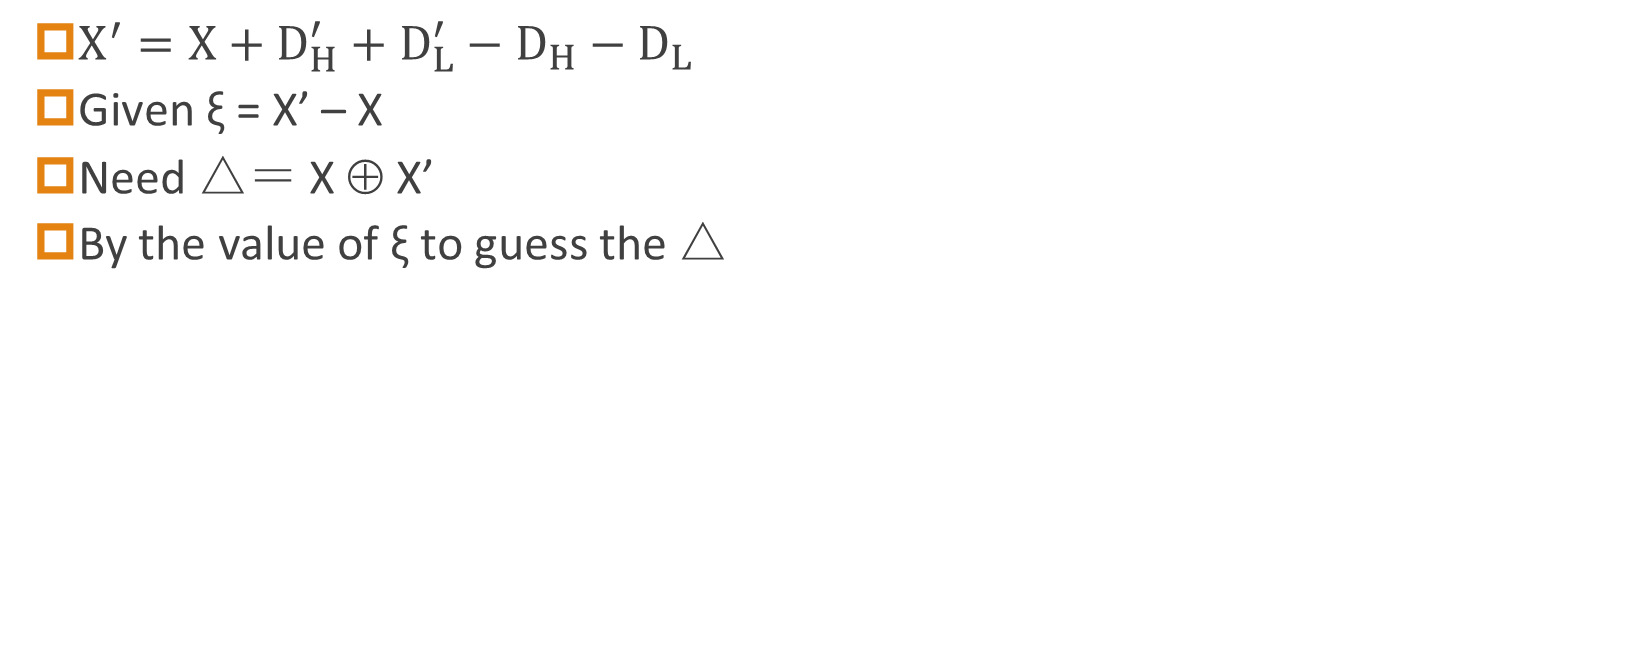 X′ = X + D′_H + D′_L − D_H − D_L
Given ξ = X’ – X
Need △= X ⊕ X’
By the value of ξ to guess the △